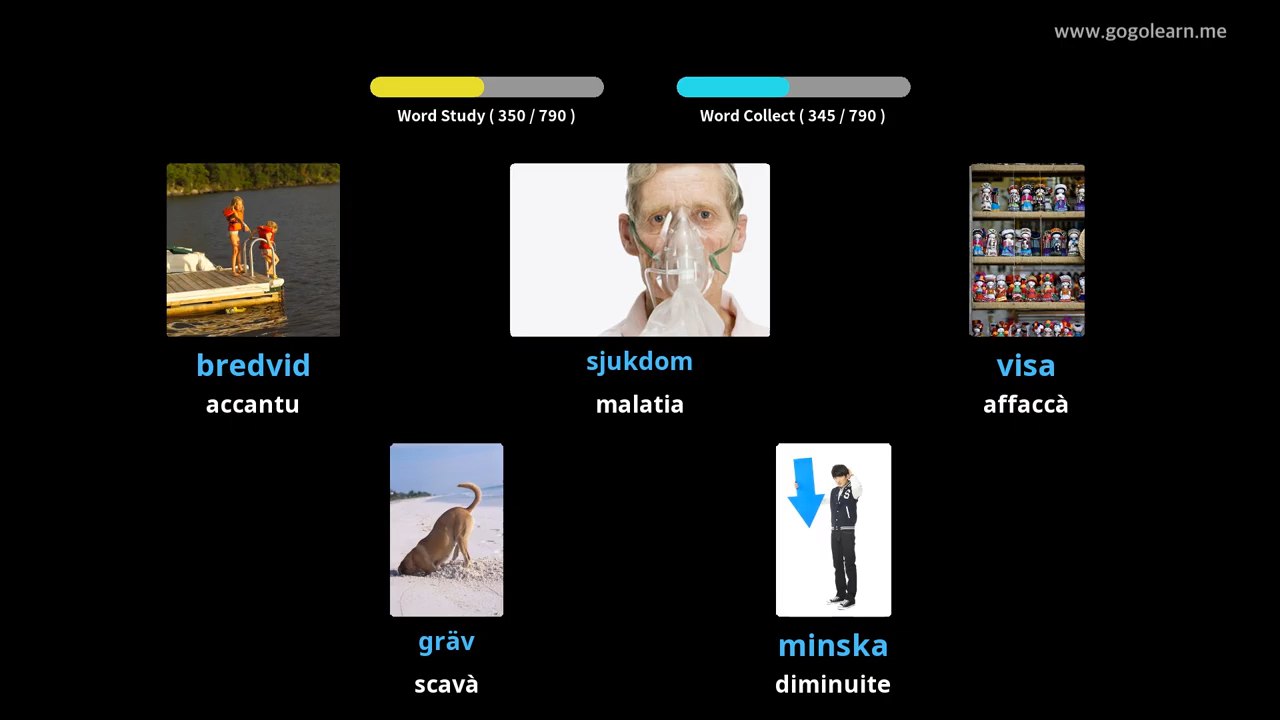 www.gogolearn.me
Word Study ( 350 / 790 )
Word Collect ( 345 / 790 )
bredvid
accantu
sjukdom
malatia
visa
affaccà
gräv
scavà
minska
diminuite